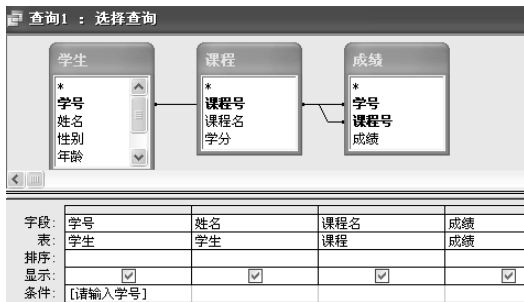 查询1 : 选择查询
学生
*
学号
姓名
性别
年龄
课程
*
课程号
课程名
学分
成绩
*
学号
课程号
成绩
字段: 学号 姓名 课程名 成绩
表: 学生 学生 课程 成绩
排序:
显示:
条件: [请输入学号]